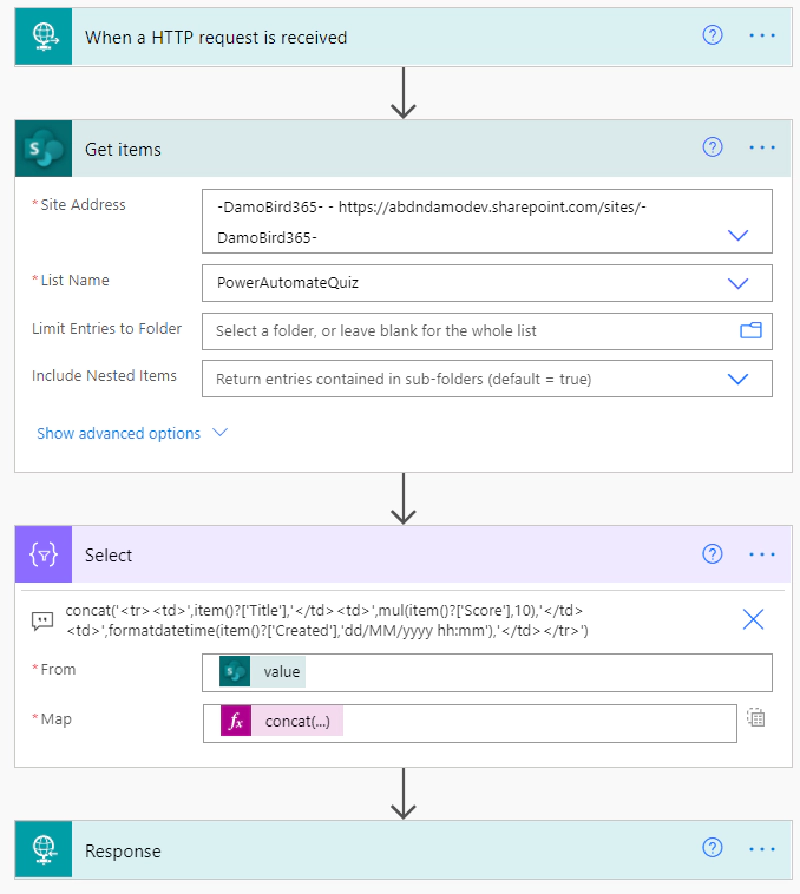 When a HTTP request is received
Get items
*Site Address
-DamoBird365- - https://abdndamodev.sharepoint.com/sites/-
DamoBird365-
*List Name
PowerAutomateQuiz
Limit Entries to Folder
Select a folder, or leave blank for the whole list
Include Nested Items
Return entries contained in sub-folders (default = true)
Show advanced options
Select
concat('<tr><td>',item()?['Title'],'</td><td>',mul(item()?['Score'],10),'</td>
<td>',formatdatetime(item()?['Created'],'dd/MM/yyyy hh:mm'),'</td></tr>')
*From
value
*Map
fx concat(...)
Response